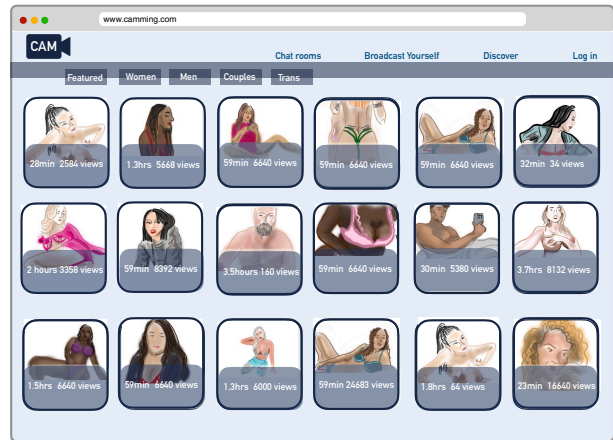 www.camming.com
CAM
Chat rooms Broadcast Yourself Discover Log in
Featured Women Men Couples Trans
28min 2584 views 1.3hrs 5668 views 59min 6640 views 59min 6640 views 59min 6640 views 32min 34 views
2 hours 3358 views 59min 8392 views 3,5hours 160 views 59min 6640 views 30min 5380 views 3.7hrs 8132 views
1.5hrs 6640 views 59min 6640 views 1,3hrs 6000 views 59min 24683 views 1.8hrs 64 views 23min 16640 views